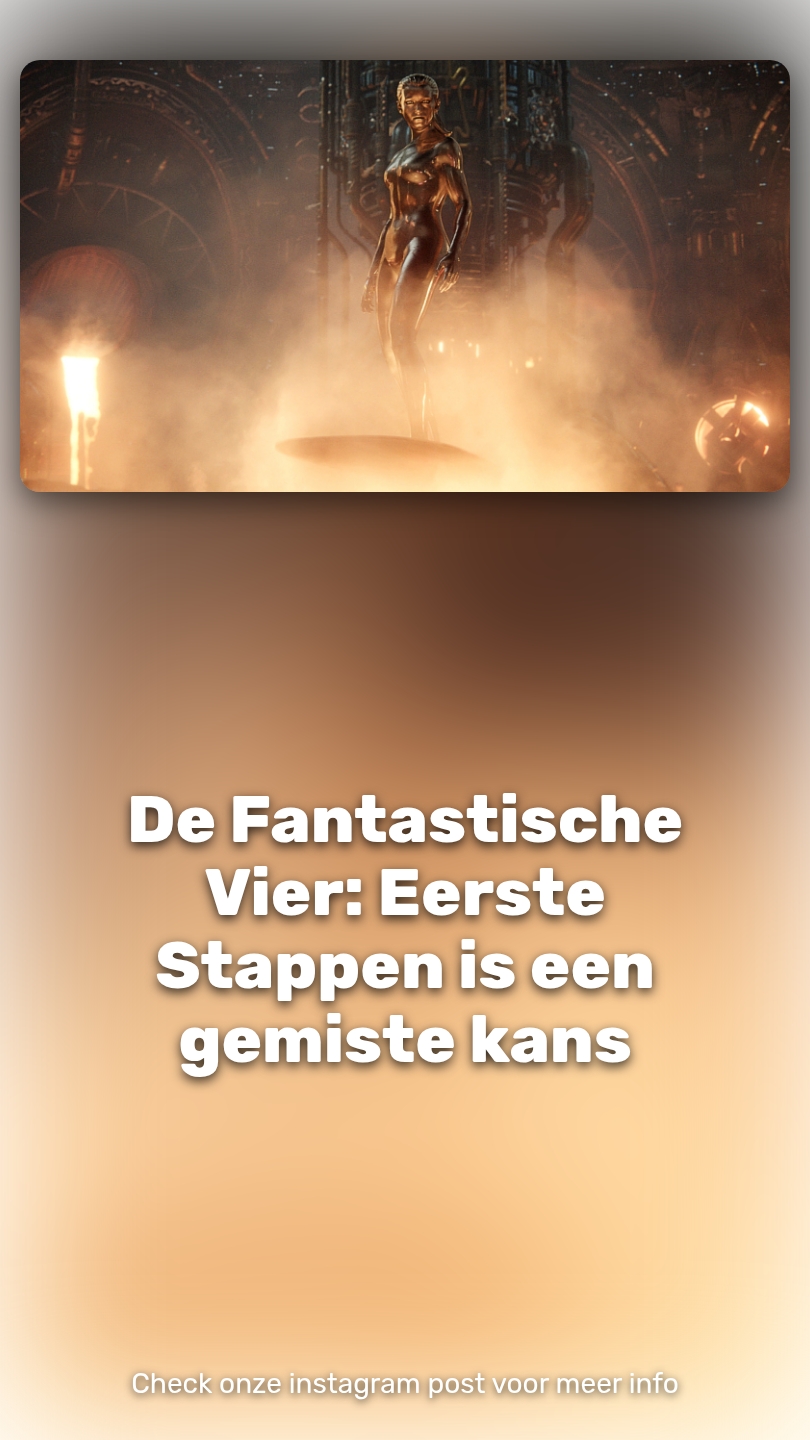 De Fantastische
Vier: Eerste
Stappen is een
gemiste kans
Check onze instagram post voor meer info